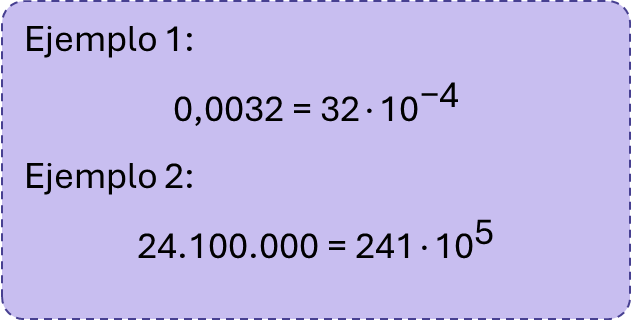 Ejemplo 1:
0,0032 = 32 · 10⁻⁴
Ejemplo 2:
24.100.000 = 241 · 10⁵